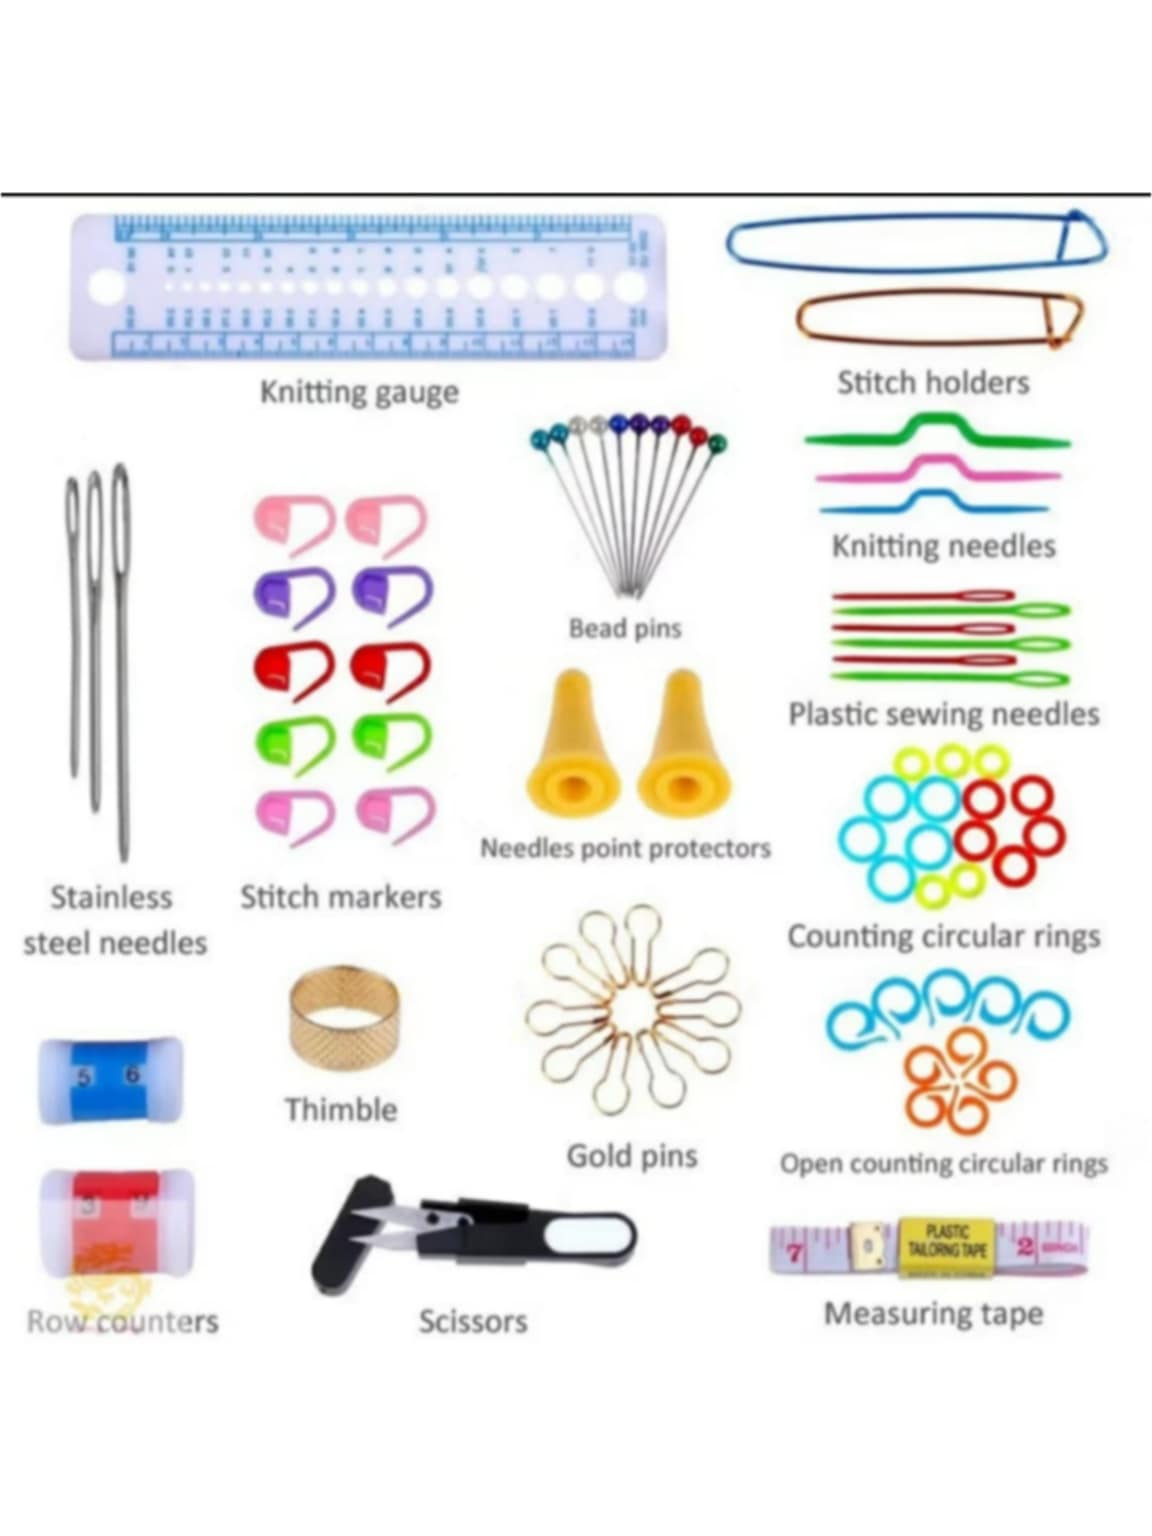 Knitting gauge
Stitch holders
Knitting needles
Bead pins
Plastic sewing needles
Needles point protectors
Stainless
steel needles
Stitch markers
Counting circular rings
5 6
Thimble
Gold pins
Open counting circular rings
3
7
PLASTIC
TAILORNG TAPE
2
Row counters
Scissors
Measuring tape